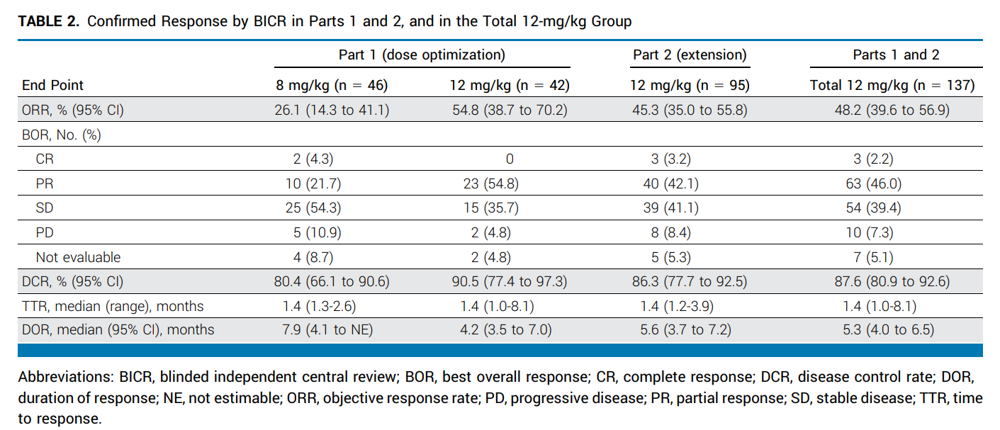 TABLE 2. Confirmed Response by BICR in Parts 1 and 2, and in the Total 12-mg/kg Group
Part 1 (dose optimization) Part 2 (extension) Parts 1 and 2
End Point 8 mg/kg (n = 46) 12 mg/kg (n = 42) 12 mg/kg (n = 95) Total 12 mg/kg (n = 137)
ORR, % (95% CI) 26.1 (14.3 to 41.1) 54.8 (38.7 to 70.2) 45.3 (35.0 to 55.8) 48.2 (39.6 to 56.9)
BOR, No. (%)
CR 2 (4.3) 0 3 (3.2) 3 (2.2)
PR 10 (21.7) 23 (54.8) 40 (42.1) 63 (46.0)
SD 25 (54.3) 15 (35.7) 39 (41.1) 54 (39.4)
PD 5 (10.9) 2 (4.8) 8 (8.4) 10 (7.3)
Not evaluable 4 (8.7) 2 (4.8) 5 (5.3) 7 (5.1)
DCR, % (95% CI) 80.4 (66.1 to 90.6) 90.5 (77.4 to 97.3) 86.3 (77.7 to 92.5) 87.6 (80.9 to 92.6)
TTR, median (range), months 1.4 (1.3-2.6) 1.4 (1.0-8.1) 1.4 (1.2-3.9) 1.4 (1.0-8.1)
DOR, median (95% CI), months 7.9 (4.1 to NE) 4.2 (3.5 to 7.0) 5.6 (3.7 to 7.2) 5.3 (4.0 to 6.5)
Abbreviations: BICR, blinded independent central review; BOR, best overall response; CR, complete response; DCR, disease control rate; DOR,
duration of response; NE, not estimable; ORR, objective response rate; PD, progressive disease; PR, partial response; SD, stable disease; TTR, time
to response.